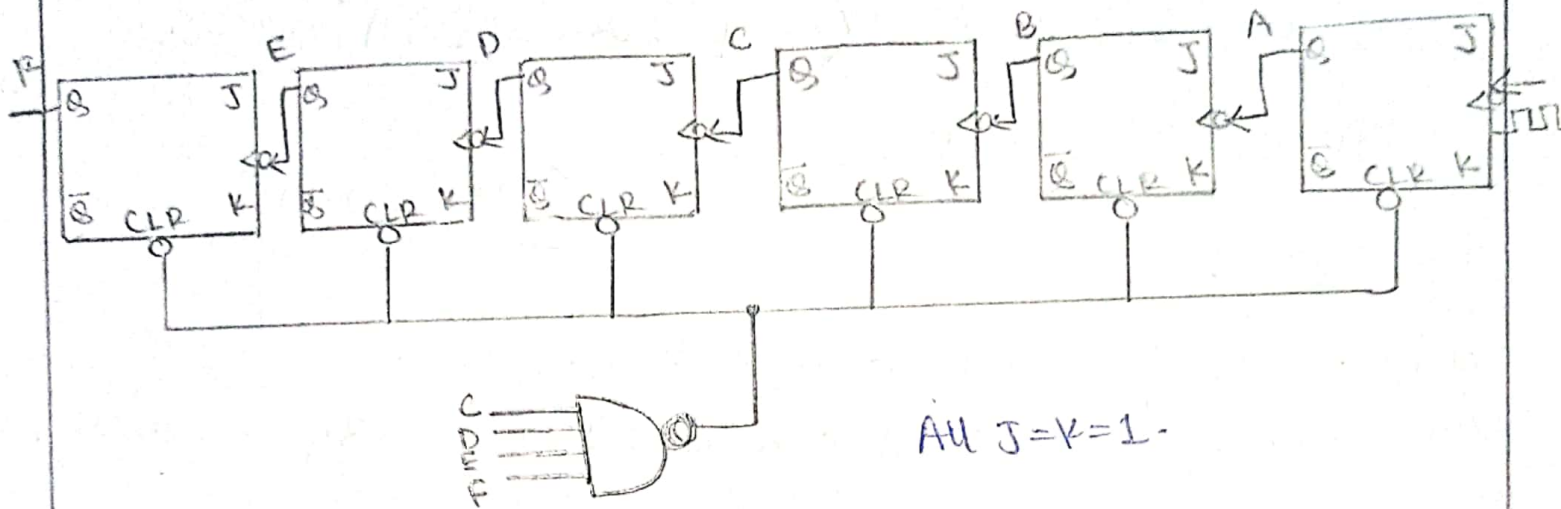 F E D C B A
Q J Q J Q J Q J Q J Q J
Q̅ CLR K Q̅ CLR K Q̅ CLR K Q̅ CLR K Q̅ CLR K Q̅ CLR K
C
D
E
F
All J=K=1.